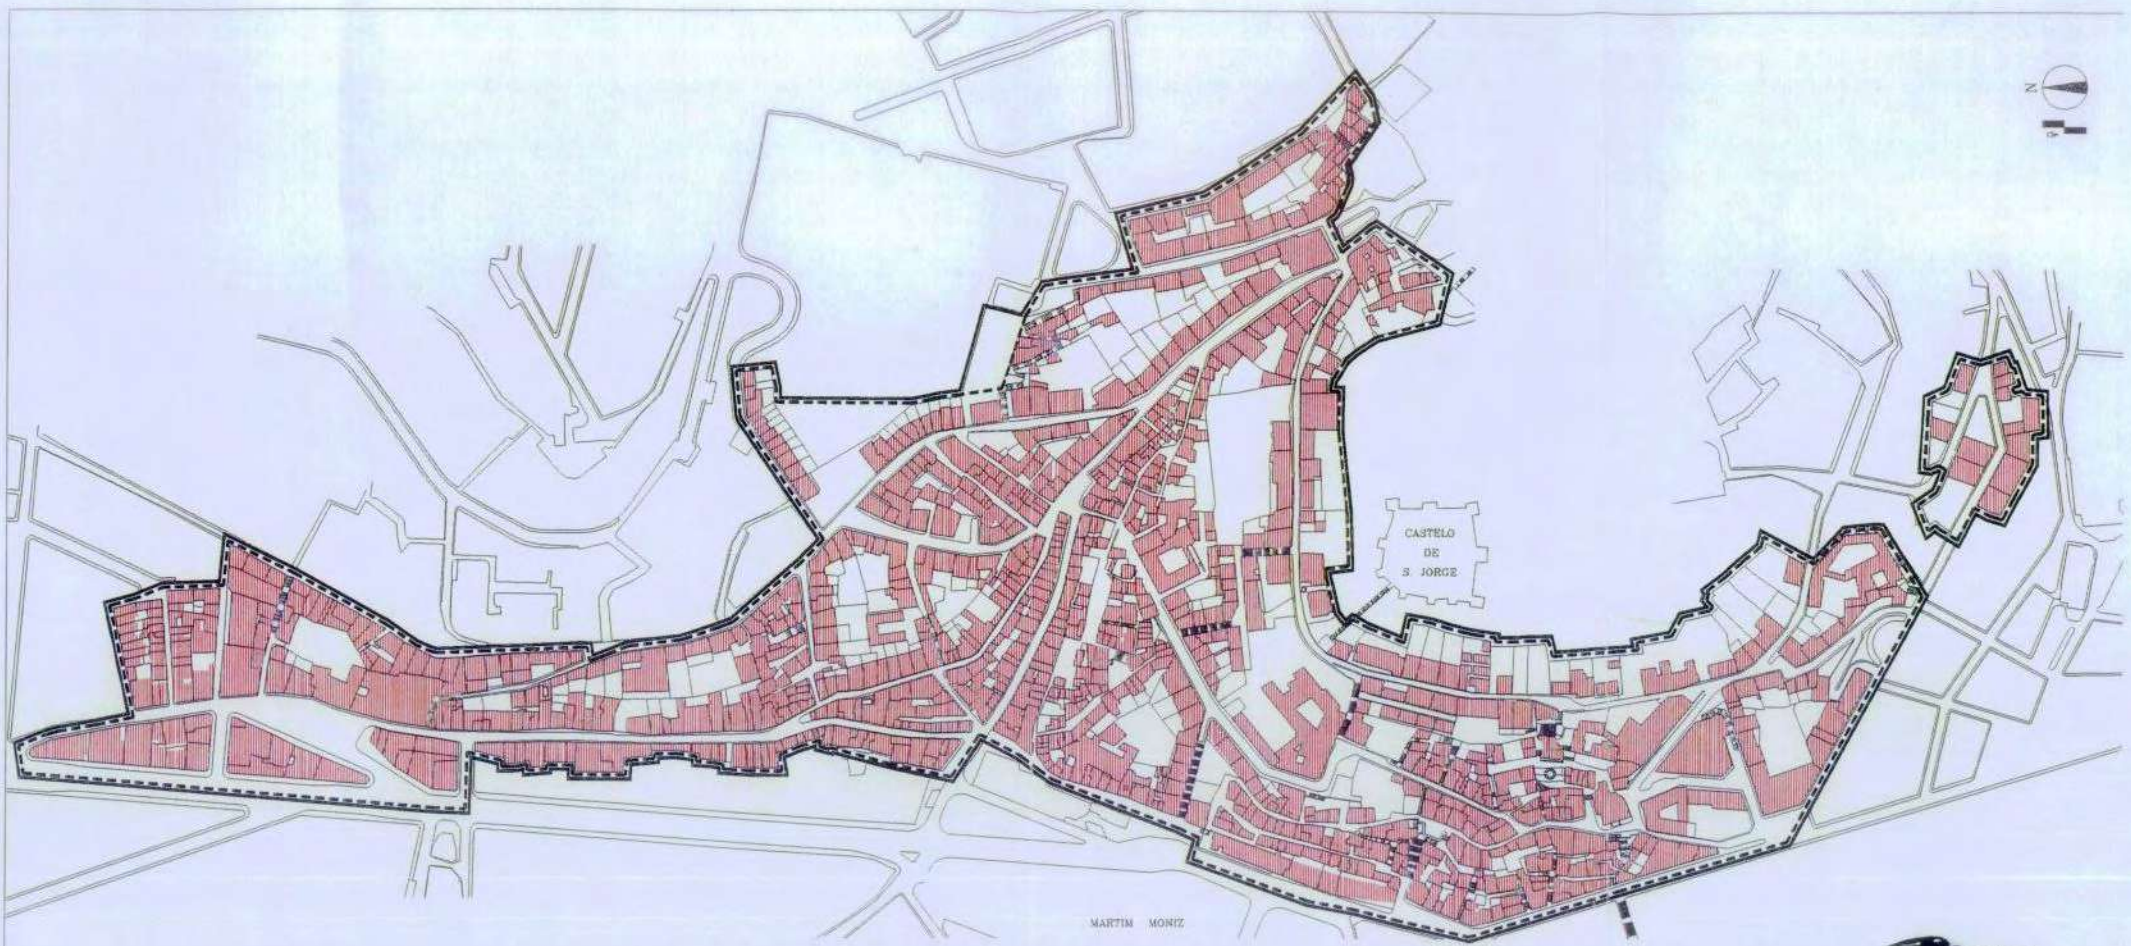 N
CASTELO
DE
S. JORGE
MARTIM MONIZ